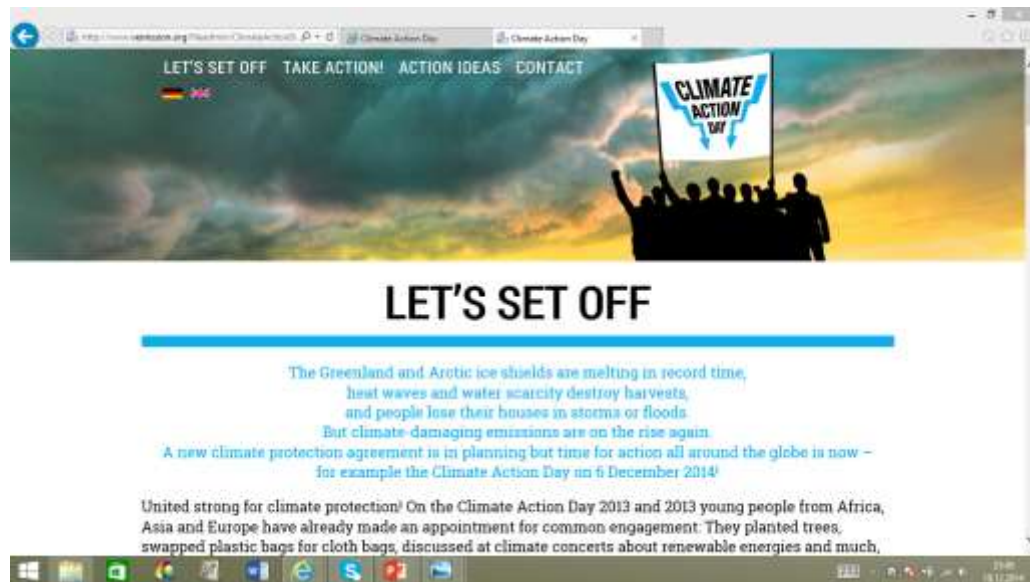 Climate Action Day
Climate Action Day
LET'S SET OFF TAKE ACTION! ACTION IDEAS CONTACT
CLIMATE
ACTION
DAY
LET'S SET OFF
The Greenland and Arctic ice shields are melting in record time,
heat waves and water scarcity destroy harvests,
and people lose their houses in storms or floods.
But climate-damaging emissions are on the rise again.
A new climate protection agreement is in planning but time for action all around the globe is now –
for example the Climate Action Day on 6 December 2014!
United strong for climate protection! On the Climate Action Day 2013 and 2013 young people from Africa,
Asia and Europe have already made an appointment for common engagement: They planted trees,
swapped plastic bags for cloth bags, discussed at climate concerts about renewable energies and much,